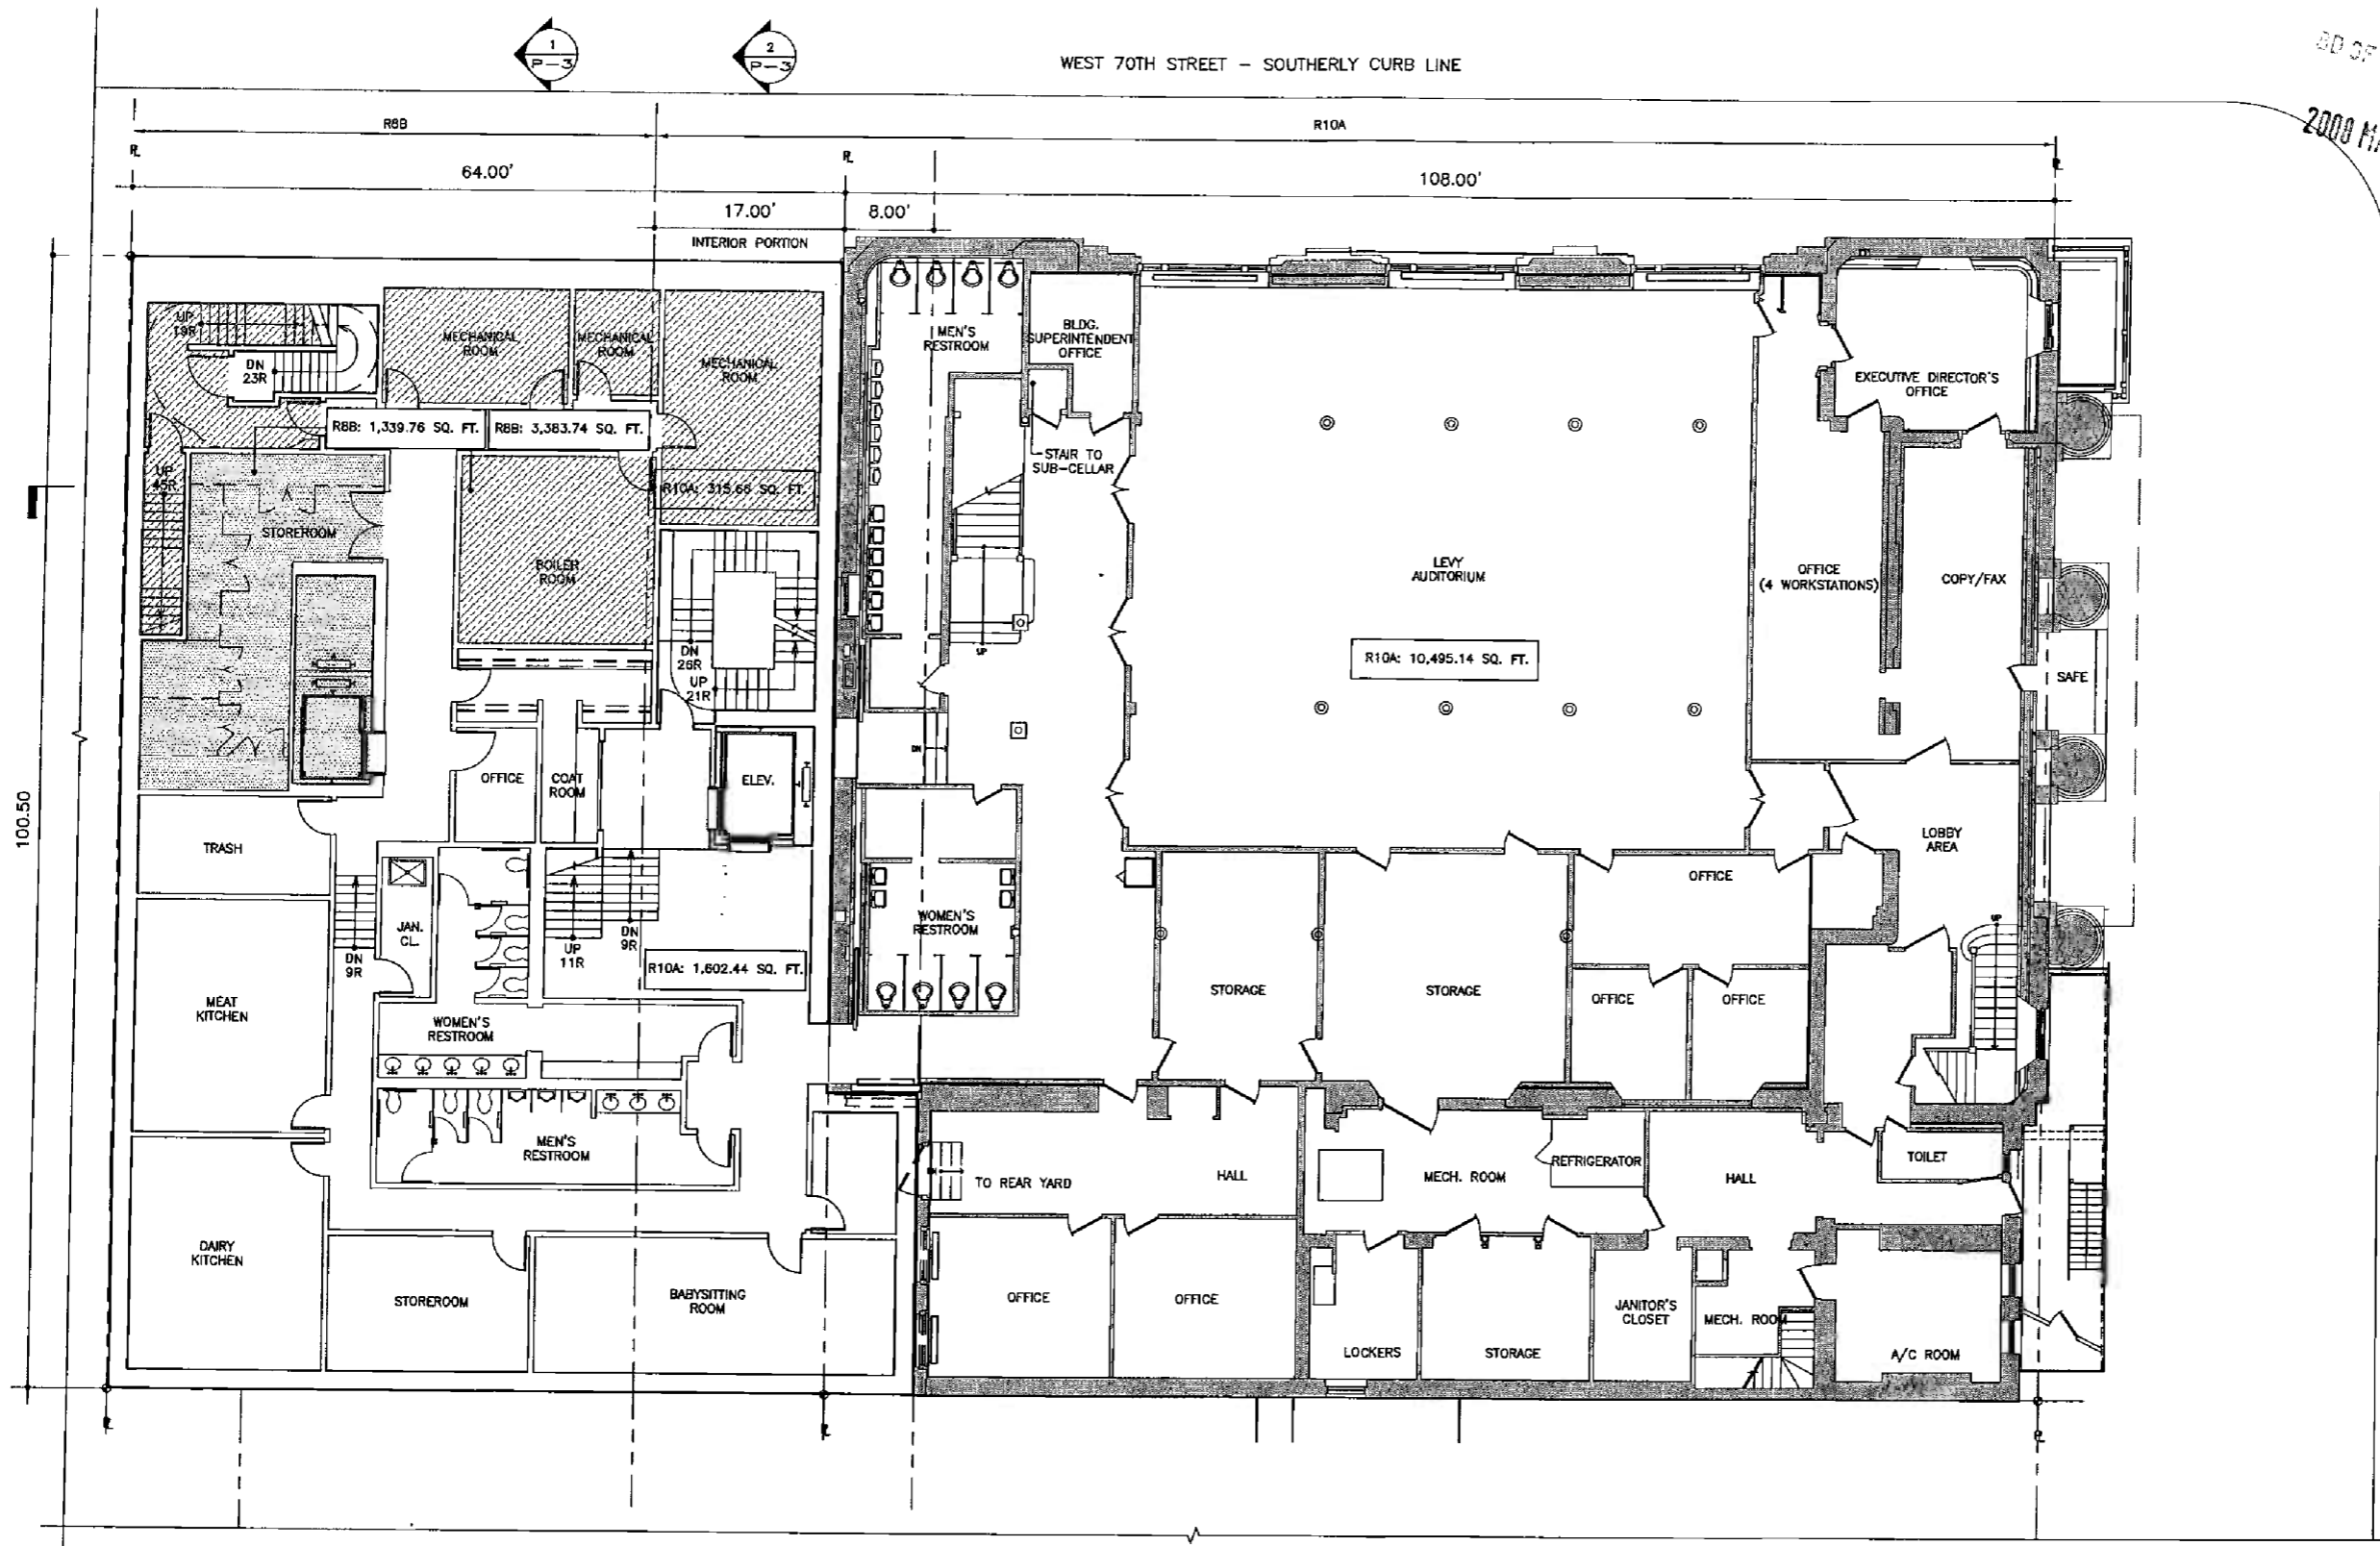 1
P-3
2
P-3
WEST 70TH STREET - SOUTHERLY CURB LINE
BD OF
2008
R8B
R10A
64.00'
108.00'
17.00'
8.00'
INTERIOR PORTION
100.50
UP
19R
DN
23R
MECHANICAL
ROOM
MECHANICAL
ROOM
MECHANICAL
ROOM
R8B: 1,339.76 SQ. FT.
R8B: 3,383.74 SQ. FT.
UP
45R
STOREROOM
R10A: 315.66 SQ. FT.
BOILER
ROOM
DN
26R
UP
21R
OFFICE
COAT
ROOM
ELEV.
TRASH
JAN.
CL.
DN
9R
UP
11R
DN
9R
R10A: 1,602.44 SQ. FT.
MEAT
KITCHEN
WOMEN'S
RESTROOM
MEN'S
RESTROOM
DAIRY
KITCHEN
STOREROOM
BABYSITTING
ROOM
MEN'S
RESTROOM
BLDG.
SUPERINTENDENT
OFFICE
STAIR TO
SUB-CELLAR
UP
DN
WOMEN'S
RESTROOM
LEVY
AUDITORIUM
R10A: 10,495.14 SQ. FT.
EXECUTIVE DIRECTOR'S
OFFICE
OFFICE
(4 WORKSTATIONS)
COPY/FAX
SAFE
LOBBY
AREA
UP
STORAGE
STORAGE
OFFICE
OFFICE
OFFICE
TO REAR YARD
HALL
MECH. ROOM
REFRIGERATOR
HALL
TOILET
OFFICE
OFFICE
LOCKERS
STORAGE
JANITOR'S
CLOSET
MECH. ROOM
A/C ROOM